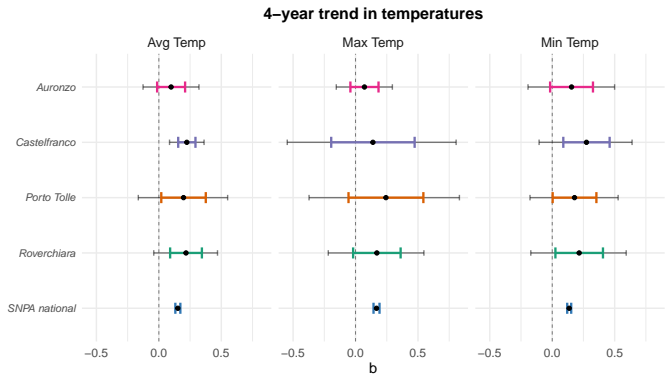 4−year trend in temperatures
Avg Temp
Max Temp
Min Temp
Auronzo
Castelfranco
Porto Tolle
Roverchiara
SNPA national
−0.5 0.0 0.5 −0.5 0.0 0.5 −0.5 0.0 0.5
b